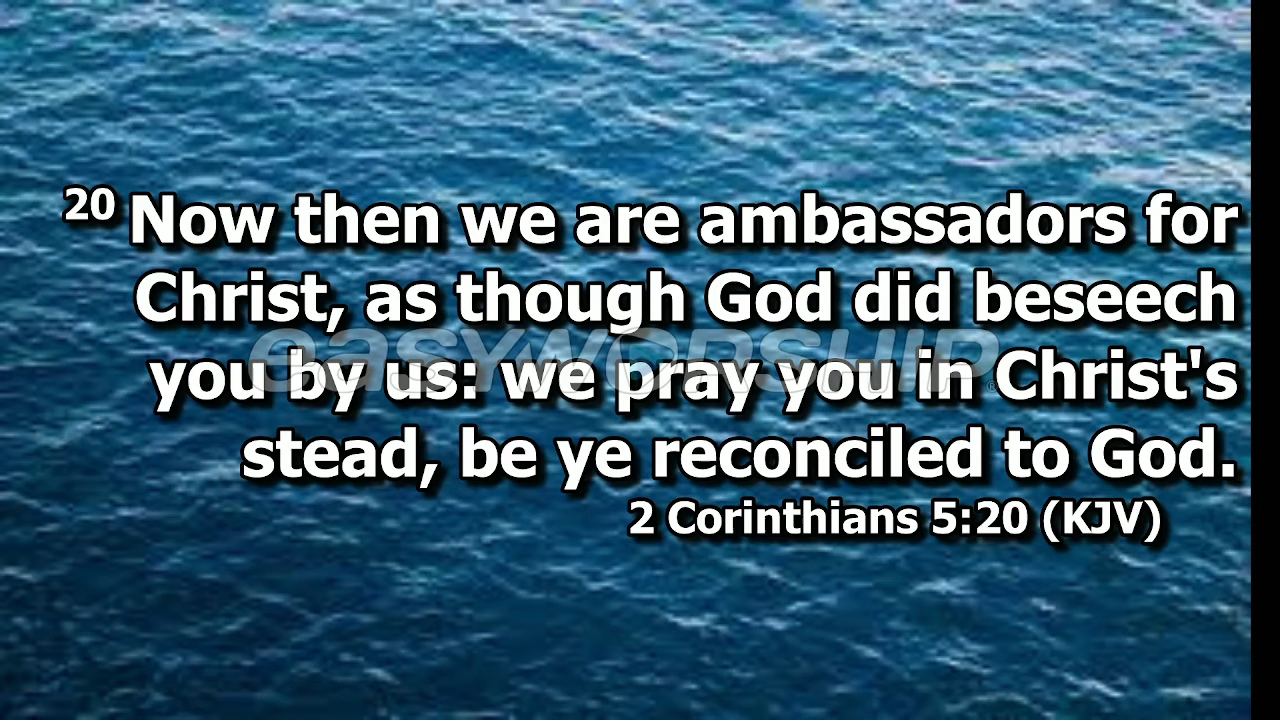 20 Now then we are ambassadors for
Christ, as though God did beseech
easyworship®
you by us: we pray you in Christ's
stead, be ye reconciled to God.
2 Corinthians 5:20 (KJV)